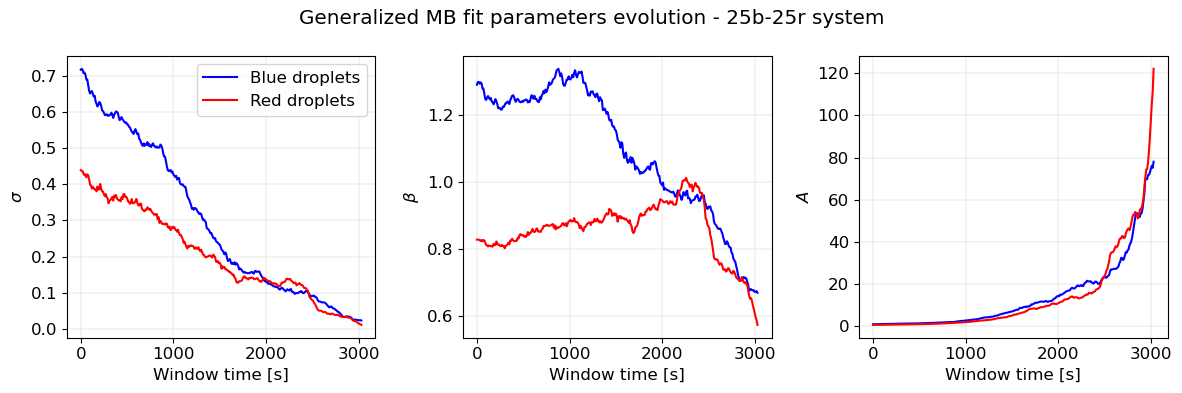 Generalized MB fit parameters evolution - 25b-25r system
σ
0.7
0.6
0.5
0.4
0.3
0.2
0.1
0.0
Blue droplets
Red droplets
0 1000 2000 3000
Window time [s]
β
1.2
1.0
0.8
0.6
0 1000 2000 3000
Window time [s]
A
120
100
80
60
40
20
0
0 1000 2000 3000
Window time [s]